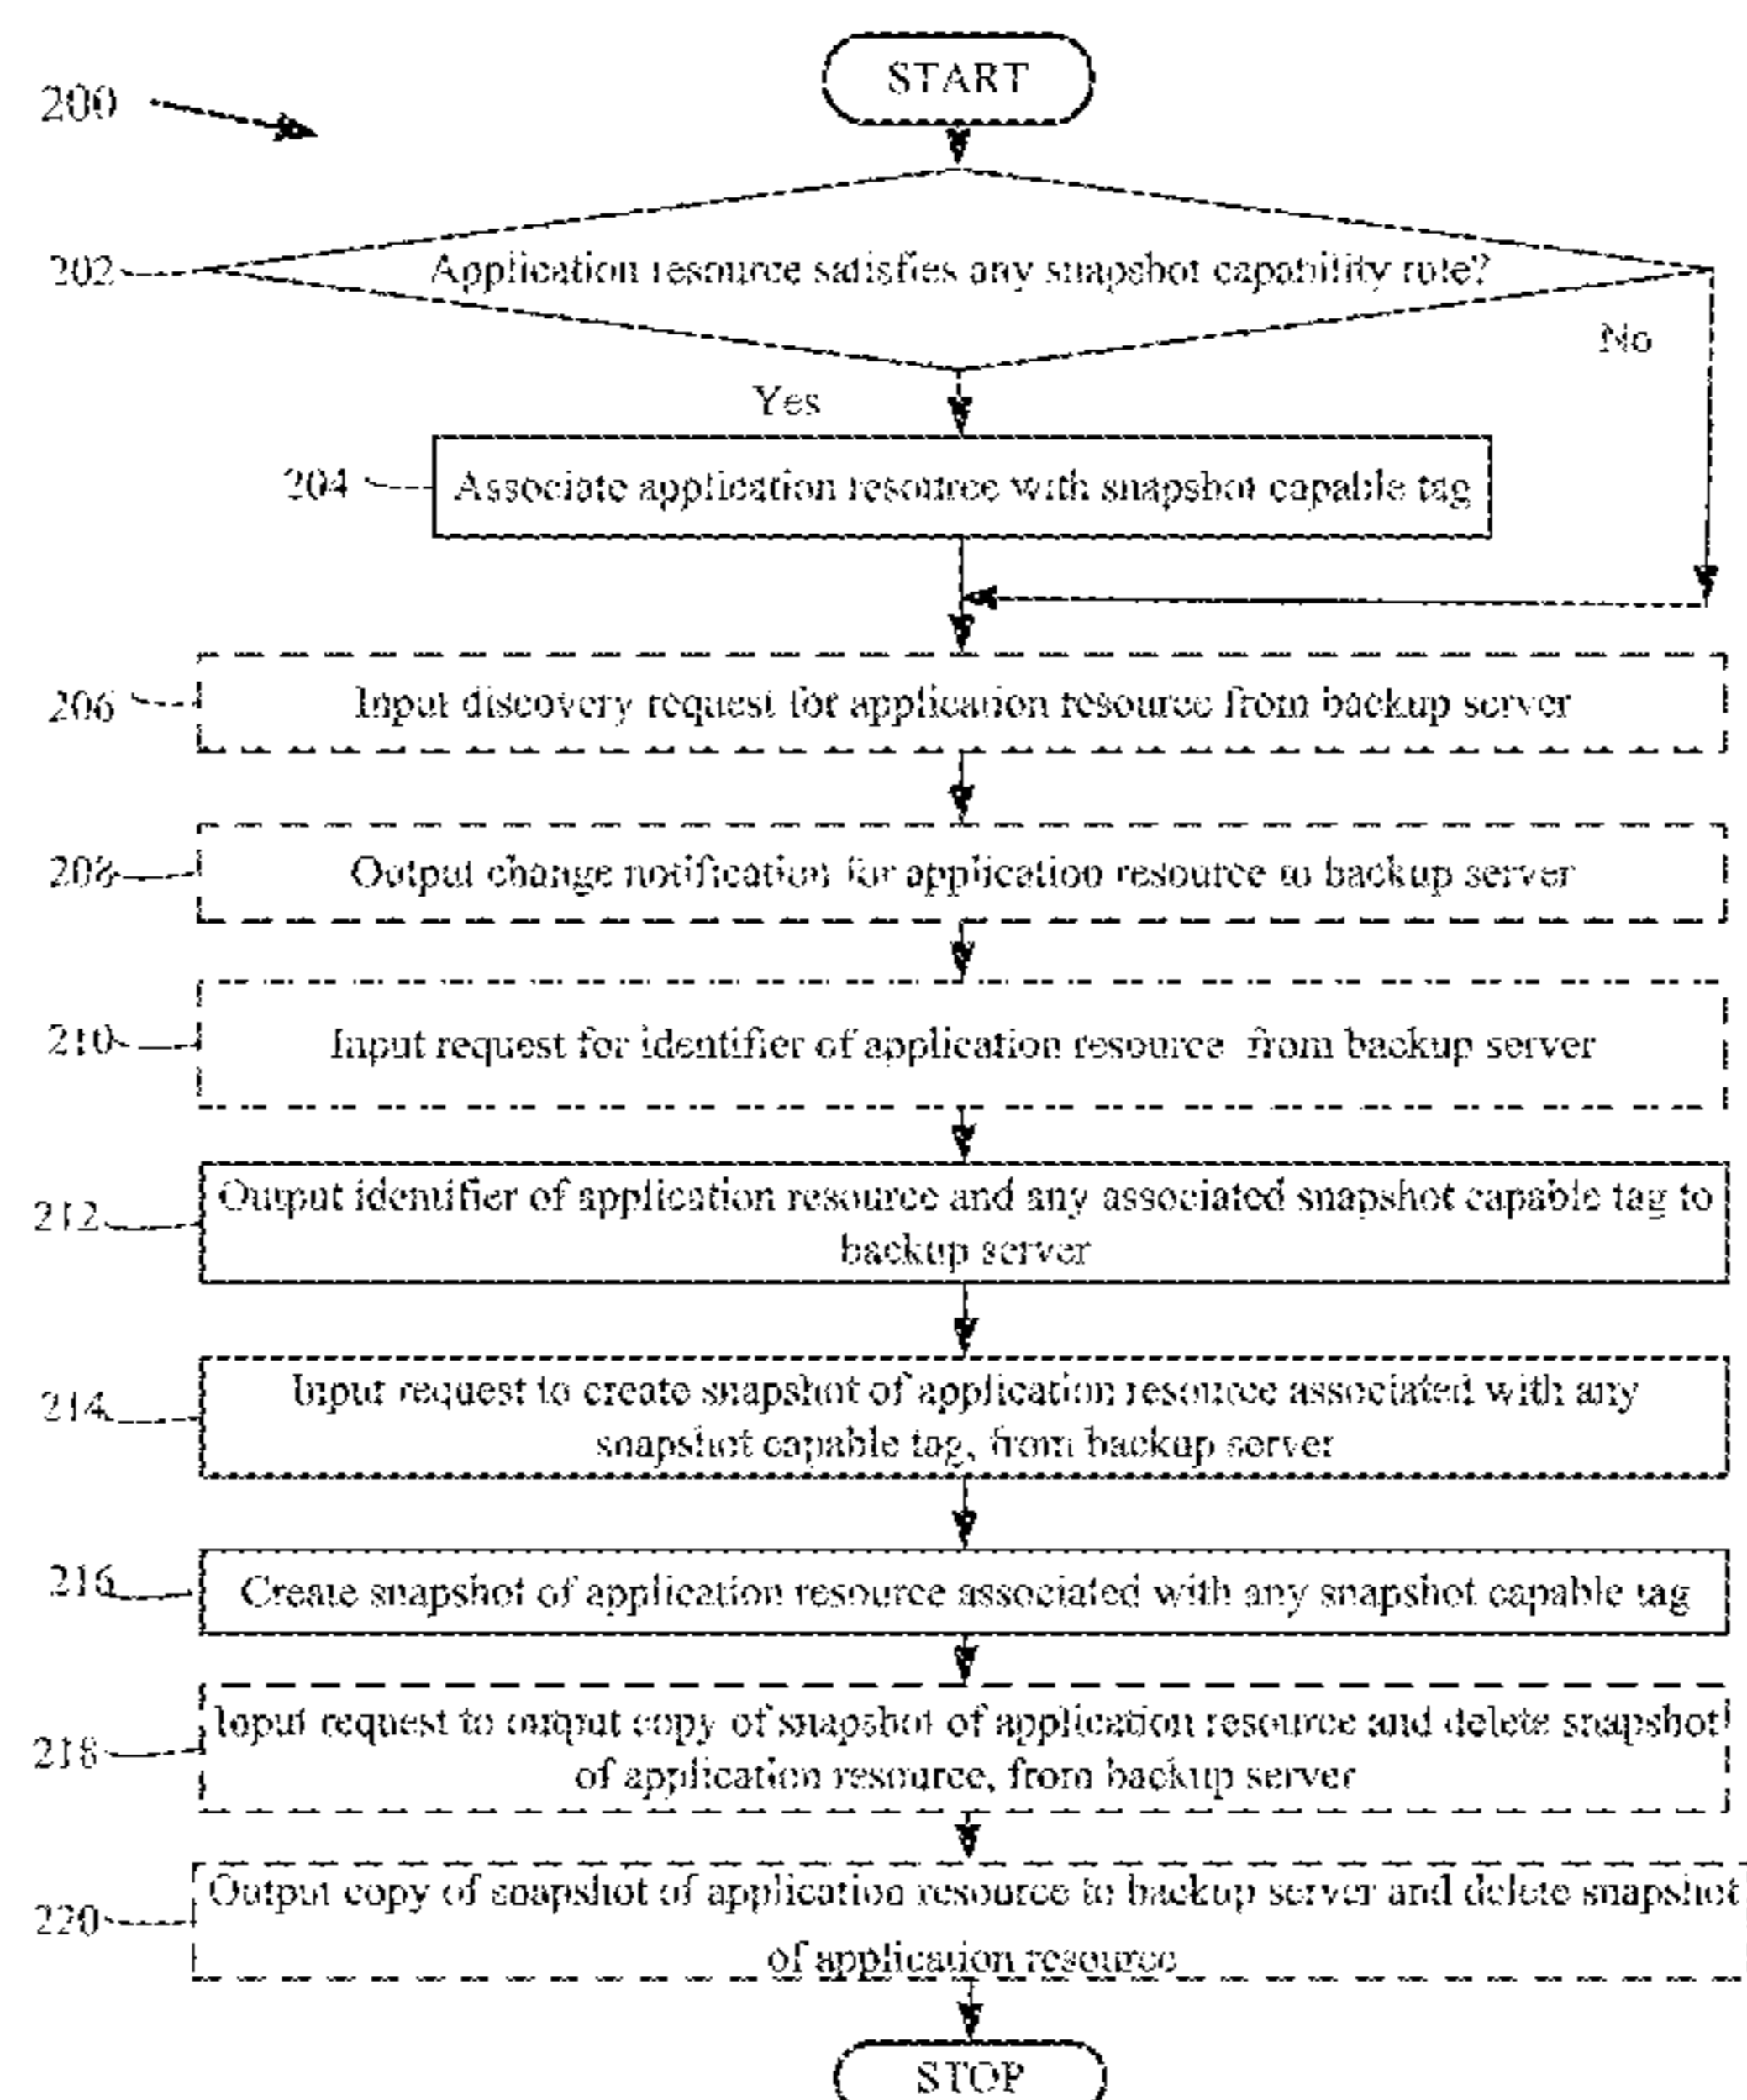 START
200
202
Application resource satisfies any snapshot capability rule?
No
Yes
204
Associate application resource with snapshot capable tag
206
Input discovery request for application resource from backup server
208
Output change notification for application resource to backup server
210
Input request for identifier of application resource from backup server
212
Output identifier of application resource and any associated snapshot capable tag to
backup server
214
Input request to create snapshot of application resource associated with any
snapshot capable tag, from backup server
216
Create snapshot of application resource associated with any snapshot capable tag
218
Input request to output copy of snapshot of application resource and delete snapshot
of application resource, from backup server
220
Output copy of snapshot of application resource to backup server and delete snapshot
of application resource
STOP